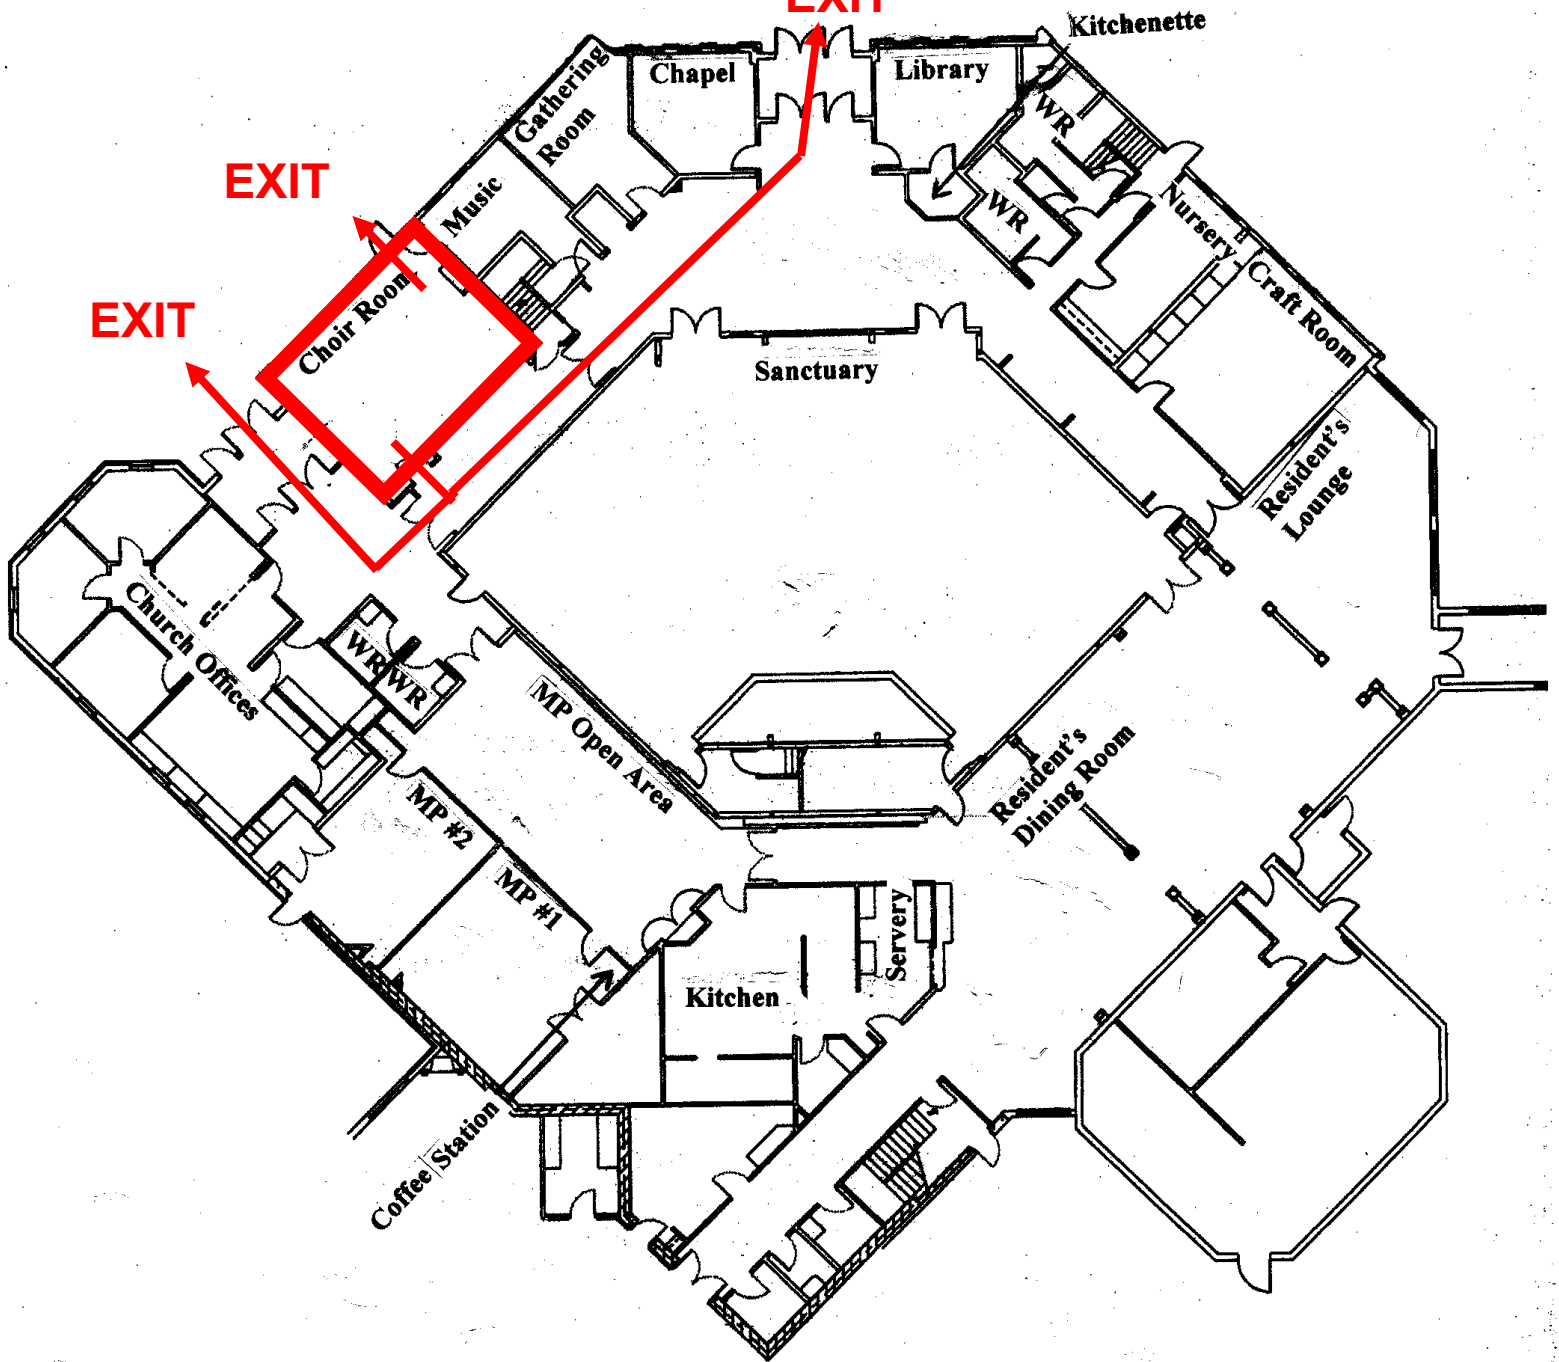 EXIT
Kitchenette
Gathering
Room
Chapel
Library
WR
EXIT
Music
WR
Nursery
Choir Room
Craft Room
EXIT
Sanctuary
Resident's
Lounge
Church Offices
WR
WR
MP Open Area
Resident's
Dining Room
MP #2
MP #1
Servery
Kitchen
Coffee Station